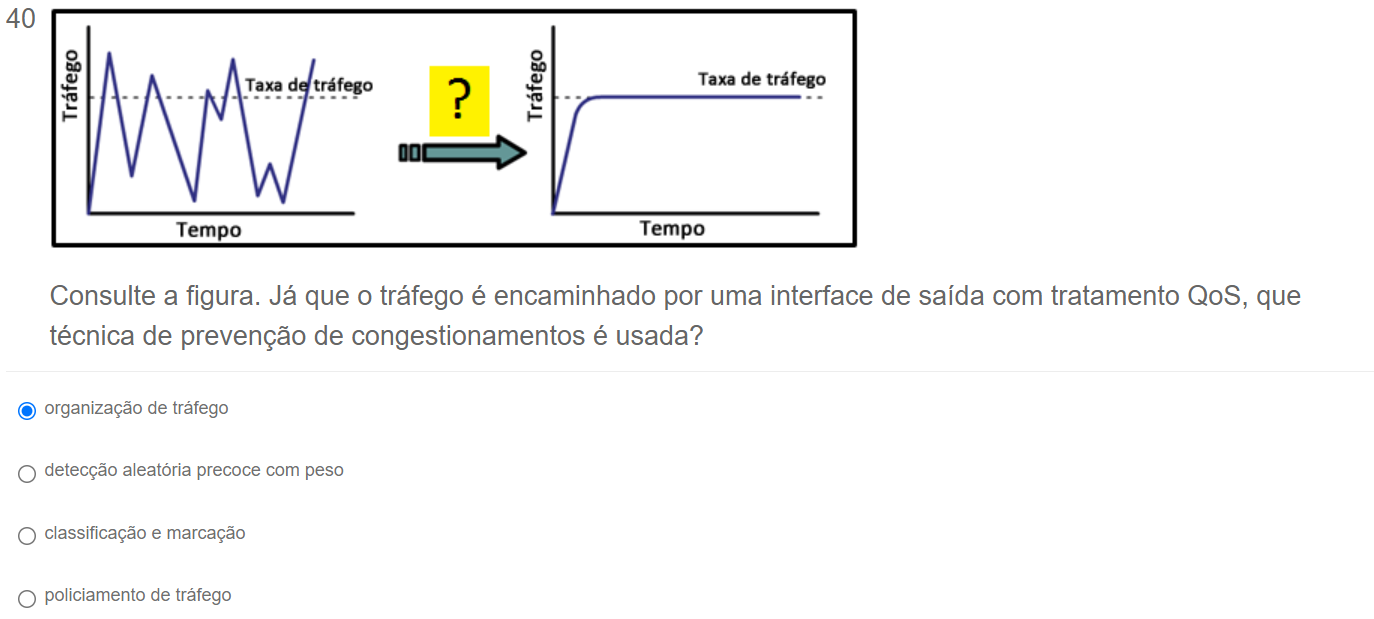 40
Tráfego
Taxa de tráfego
Tempo
?
Tráfego
Taxa de tráfego
Tempo
Consulte a figura. Já que o tráfego é encaminhado por uma interface de saída com tratamento QoS, que
técnica de prevenção de congestionamentos é usada?
organização de tráfego
detecção aleatória precoce com peso
classificação e marcação
policiamento de tráfego